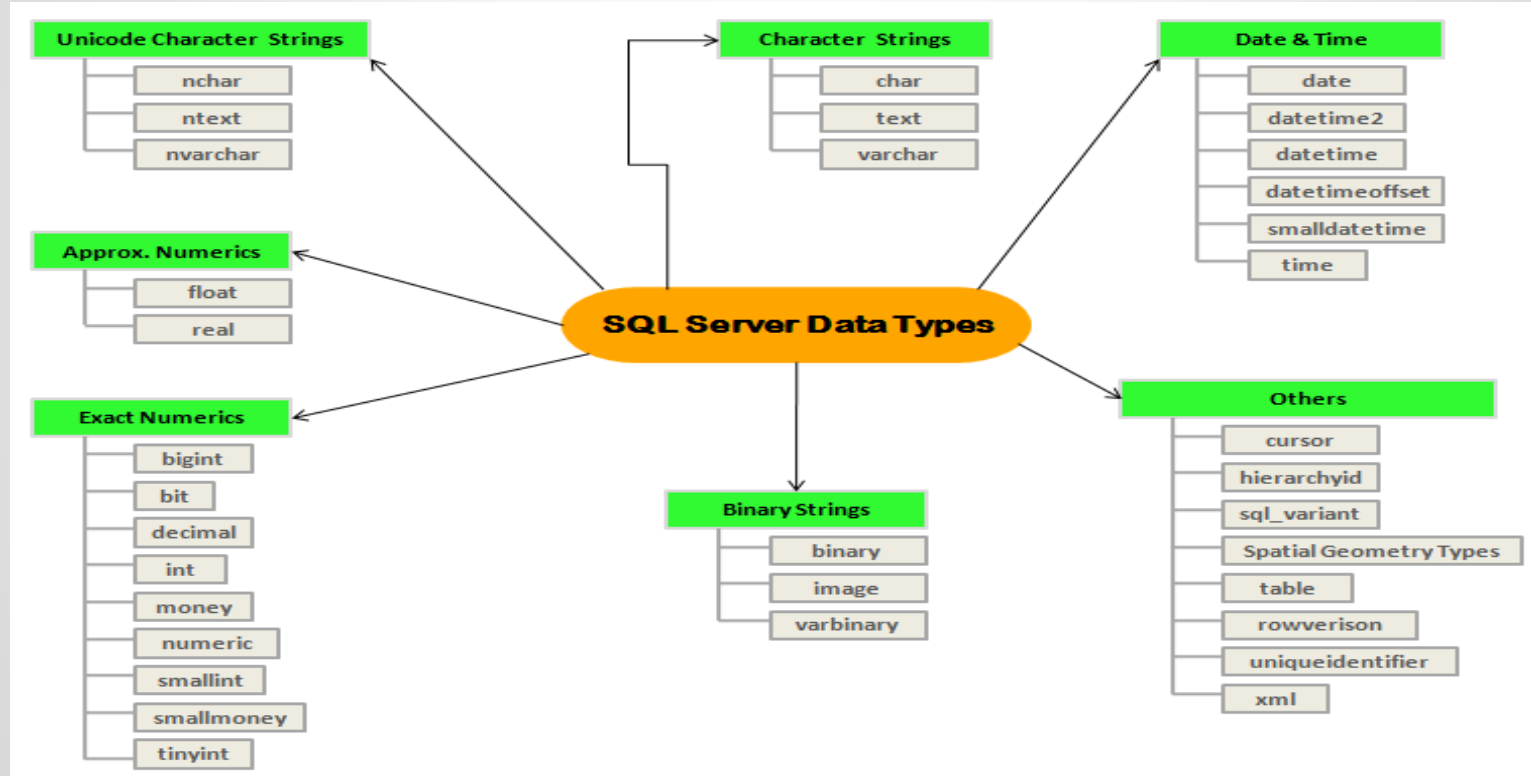 Unicode Character Strings
nchar
ntext
nvarchar
Character Strings
char
text
varchar
Date & Time
date
datetime2
datetime
datetimeoffset
smalldatetime
time
Approx. Numerics
float
real
SQL Server Data Types
Exact Numerics
bigint
bit
decimal
int
money
numeric
smallint
smallmoney
tinyint
Binary Strings
binary
image
varbinary
Others
cursor
hierarchyid
sql_variant
Spatial Geometry Types
table
rowverison
uniqueidentifier
xml